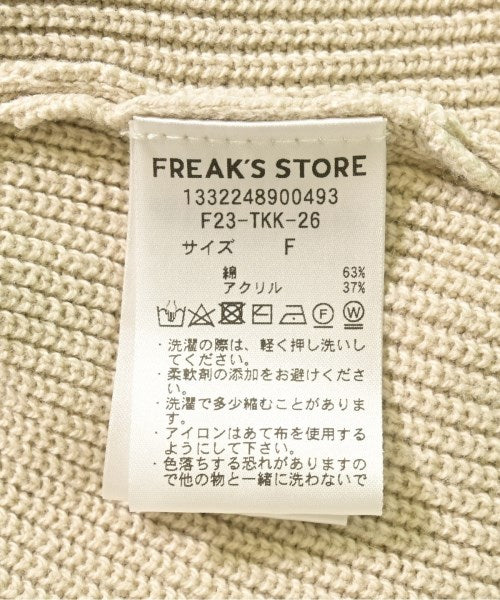 FREAK'S STORE
1332248900493
F23-TKK-26
サイズ F
綿 63%
アクリル 37%
F W
・洗濯の際は、軽く押し洗いし
てください。
・柔軟剤の添加をお避けくださ
い。
・洗濯で多少縮むことがありま
す。
・アイロンはあて布を使用する
ようにして下さい。
・色落ちする恐れがありますの
で他の物と一緒に洗わないで